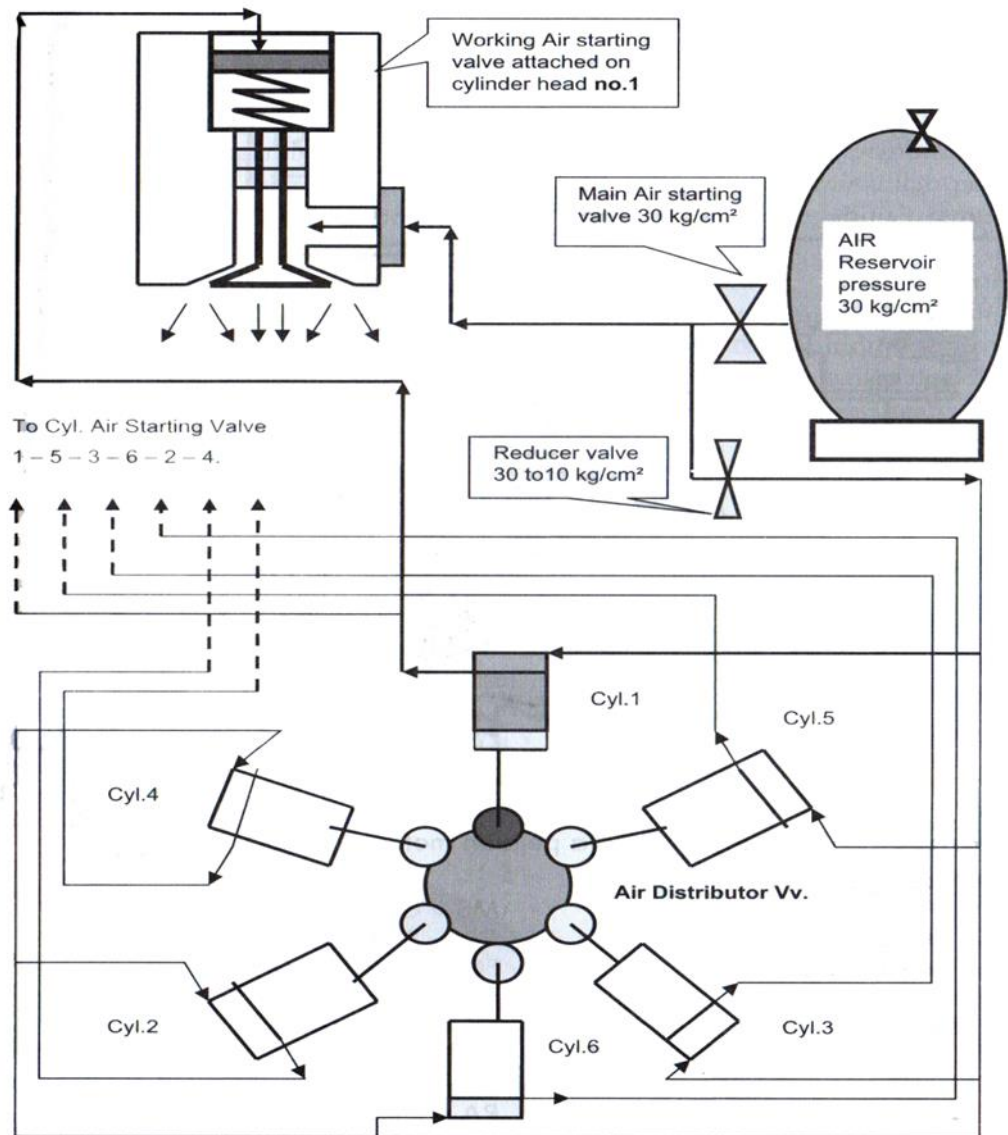 Working Air starting
valve attached on
cylinder head no.1
Main Air starting
valve 30 kg/cm²
AIR
Reservoir
pressure
30 kg/cm²
To Cyl. Air Starting Valve
1 – 5 – 3 – 6 – 2 – 4.
Reducer valve
30 to10 kg/cm²
Cyl.1
Cyl.5
Cyl.4
Air Distributor Vv.
Cyl.2
Cyl.6
Cyl.3